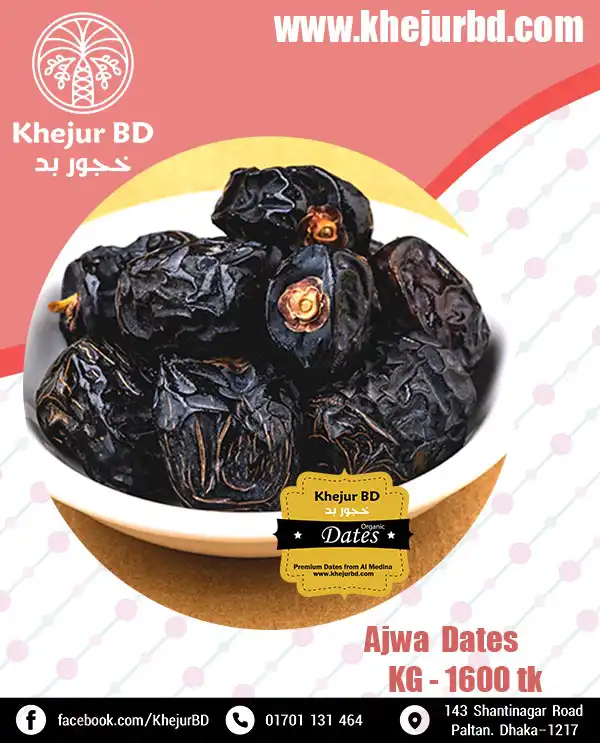 www.khejurbd.com
Khejur BD
خجور بد
Khejur BD
خجور بد
Organic
Dates
Premium Dates from Al Medina
www.khejurbd.com
Ajwa Dates
KG - 1600 tk
facebook.com/KhejurBD
01701 131 464
143 Shantinagar Road
Paltan. Dhaka-1217